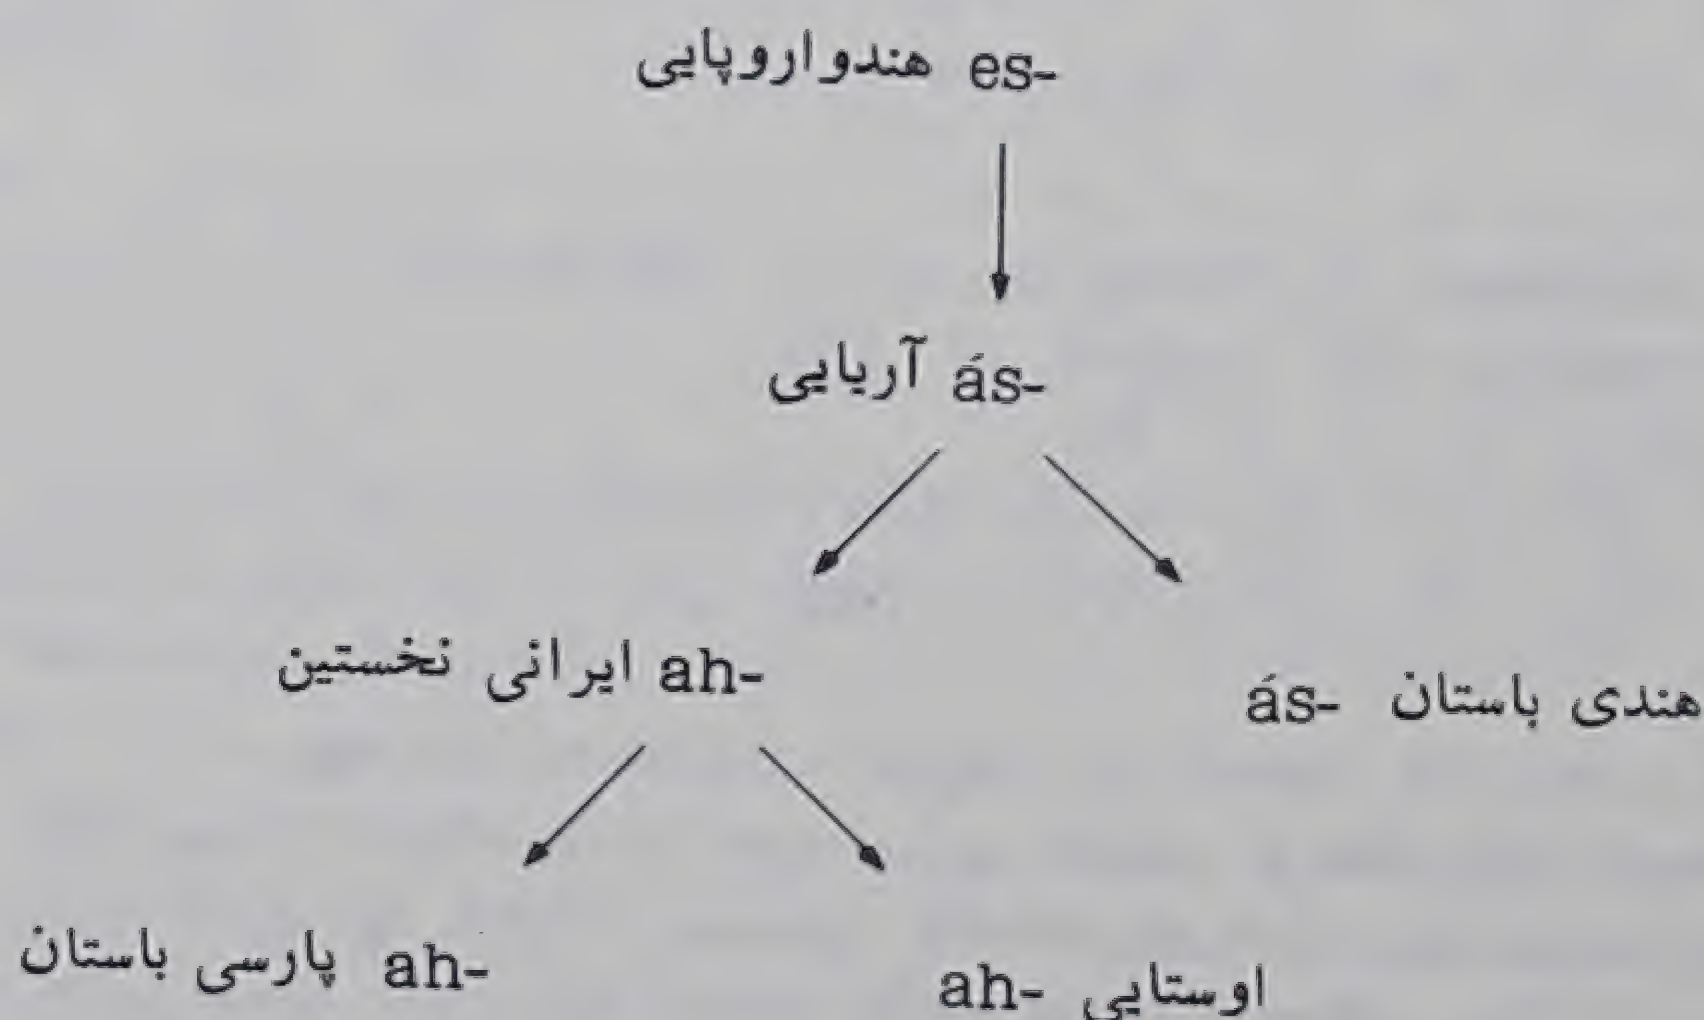 es- هندواروپایی
ás- آریایی
ah- ایرانی نخستین
هندی باستان ás-
ah- پارسی باستان
اوستایی ah-